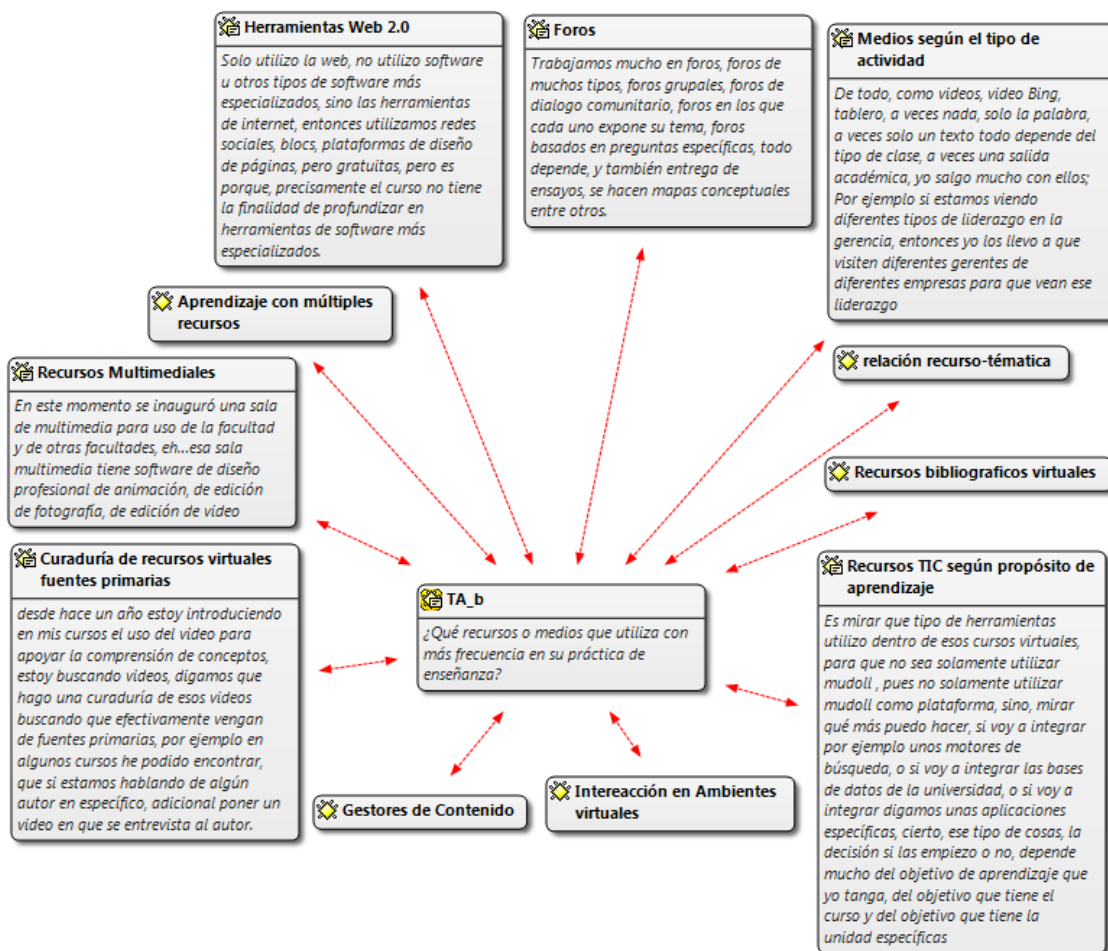 Herramientas Web 2.0
Solo utilizo la web, no utilizo software
u otros tipos de software más
especializados, sino las herramientas
de internet, entonces utilizamos redes
sociales, blocs, plataformas de diseño
de páginas, pero gratuitas, pero es
porque, precisamente el curso no tiene
la finalidad de profundizar en
herramientas de software más
especializados.
Foros
Trabajamos mucho en foros, foros de
muchos tipos, foros grupales, foros de
dialogo comunitario, foros en los que
cada uno expone su tema, foros
basados en preguntas específicas, todo
depende, y también entrega de
ensayos, se hacen mapas conceptuales
entre otros.
Medios según el tipo de
actividad
De todo, como videos, video Bing,
tablero, a veces nada, solo la palabra,
a veces solo un texto todo depende del
tipo de clase, a veces una salida
académica, yo salgo mucho con ellos;
Por ejemplo si estamos viendo
diferentes tipos de liderazgo en la
gerencia, entonces yo los llevo a que
visiten diferentes gerentes de
diferentes empresas para que vean ese
liderazgo
Aprendizaje con múltiples
recursos
relación recurso-témática
Recursos Multimediales
En este momento se inauguró una sala
de multimedia para uso de la facultad
y de otras facultades, eh...esa sala
multimedia tiene software de diseño
profesional de animación, de edición
de fotografía, de edición de video
Recursos bibliograficos virtuales
Curaduría de recursos virtuales
fuentes primarias
desde hace un año estoy introduciendo
en mis cursos el uso del video para
apoyar la comprensión de conceptos,
estoy buscando videos, digamos que
hago una curaduría de esos videos
buscando que efectivamente vengan
de fuentes primarias, por ejemplo en
algunos cursos he podido encontrar,
que si estamos hablando de algún
autor en específico, adicional poner un
video en que se entrevista al autor.
TA_b
¿Qué recursos o medios que utiliza con
más frecuencia en su práctica de
enseñanza?
Recursos TIC según propósito de
aprendizaje
Es mirar que tipo de herramientas
utilizo dentro de esos cursos virtuales,
para que no sea solamente utilizar
mudoll , pues no solamente utilizar
mudoll como plataforma, sino, mirar
qué más puedo hacer, si voy a integrar
por ejemplo unos motores de
búsqueda, o si voy a integrar las bases
de datos de la universidad, o si voy a
integrar digamos unas aplicaciones
específicas, cierto, ese tipo de cosas, la
decisión si las empiezo o no, depende
mucho del objetivo de aprendizaje que
yo tanga, del objetivo que tiene el
curso y del objetivo que tiene la
unidad específicas
Gestores de Contenido
Intereacción en Ambientes
virtuales